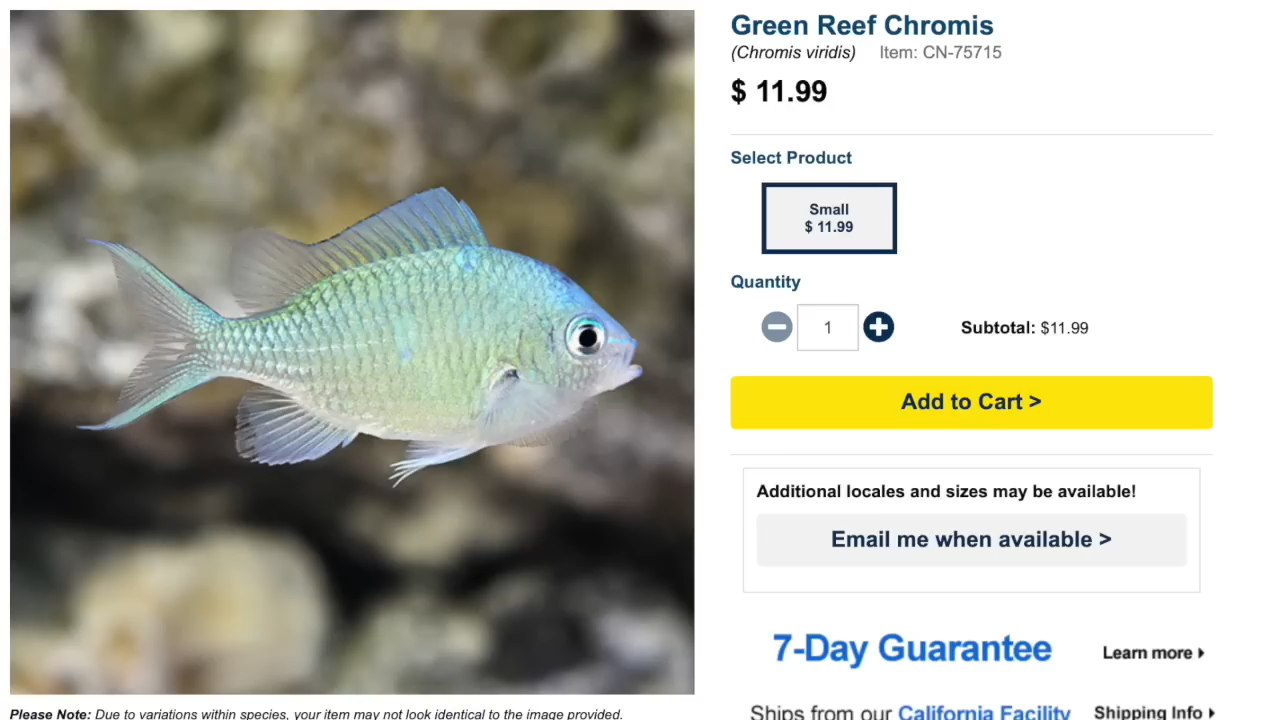 Green Reef Chromis
(Chromis viridis) Item: CN-75715
$ 11.99
Select Product
Small
$ 11.99
Quantity
1 Subtotal: $11.99
Add to Cart >
Additional locales and sizes may be available!
Email me when available >
7-Day Guarantee Learn more
Ships from our California Facility Shipping Info
Please Note: Due to variations within species, your item may not look identical to the image provided.